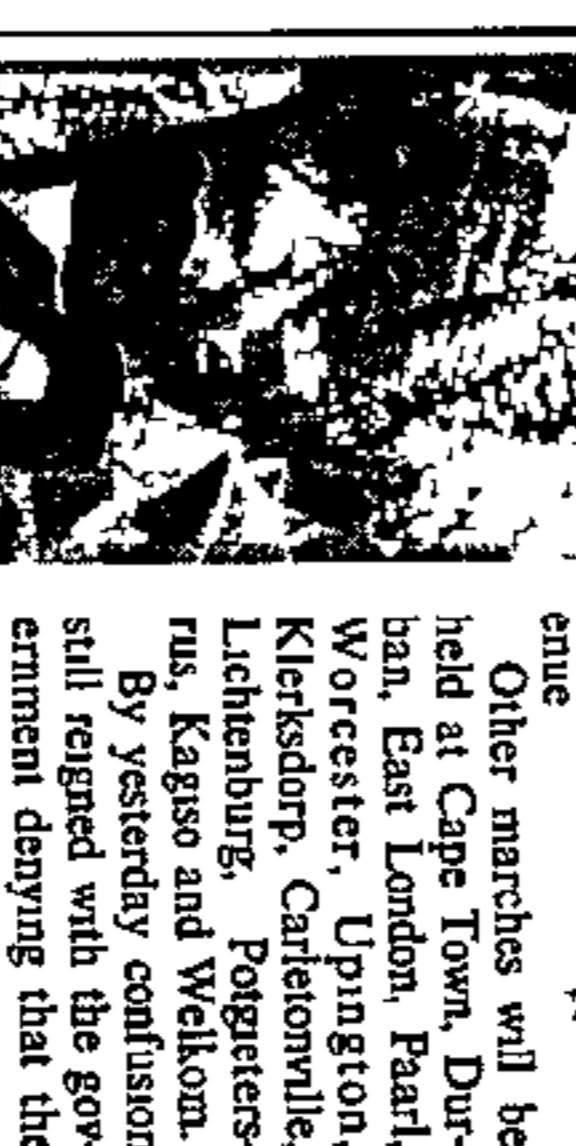 enue
Other marches will be
held at Cape Town, Dur
ban, East London, Paarl,
Worcester, Upington,
Klerksdorp, Carletonville,
Lichtenburg, Potgieters-
rus, Kagiso and Welkom.
By yesterday confusion
still reigned with the gov-
ernment denying that the